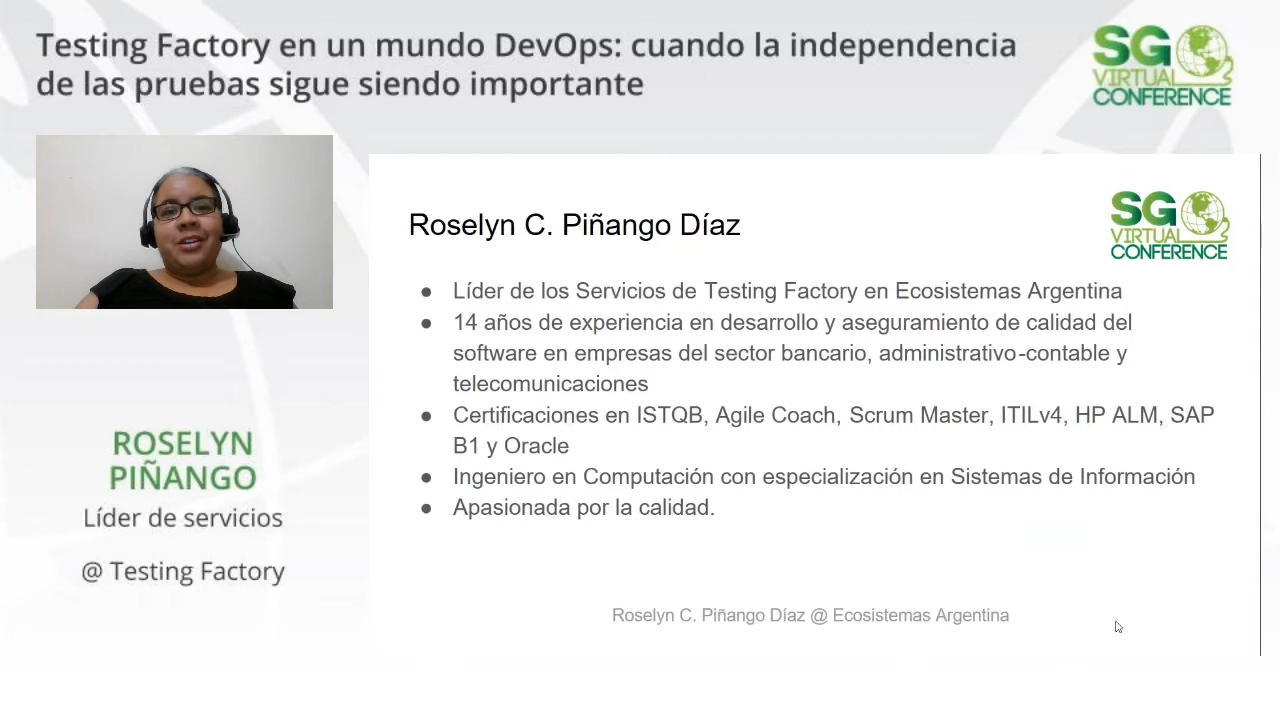 Testing Factory en un mundo DevOps: cuando la independencia
de las pruebas sigue siendo importante
SG
VIRTUAL
CONFERENCE
Roselyn C. Piñango Díaz
SG
VIRTUAL
CONFERENCE
● Líder de los Servicios de Testing Factory en Ecosistemas Argentina
● 14 años de experiencia en desarrollo y aseguramiento de calidad del
software en empresas del sector bancario, administrativo-contable y
telecomunicaciones
● Certificaciones en ISTQB, Agile Coach, Scrum Master, ITILv4, HP ALM, SAP
B1 y Oracle
● Ingeniero en Computación con especialización en Sistemas de Información
● Apasionada por la calidad.
Roselyn C. Piñango Díaz @ Ecosistemas Argentina
ROSELYN
PIÑANGO
Líder de servicios
@ Testing Factory